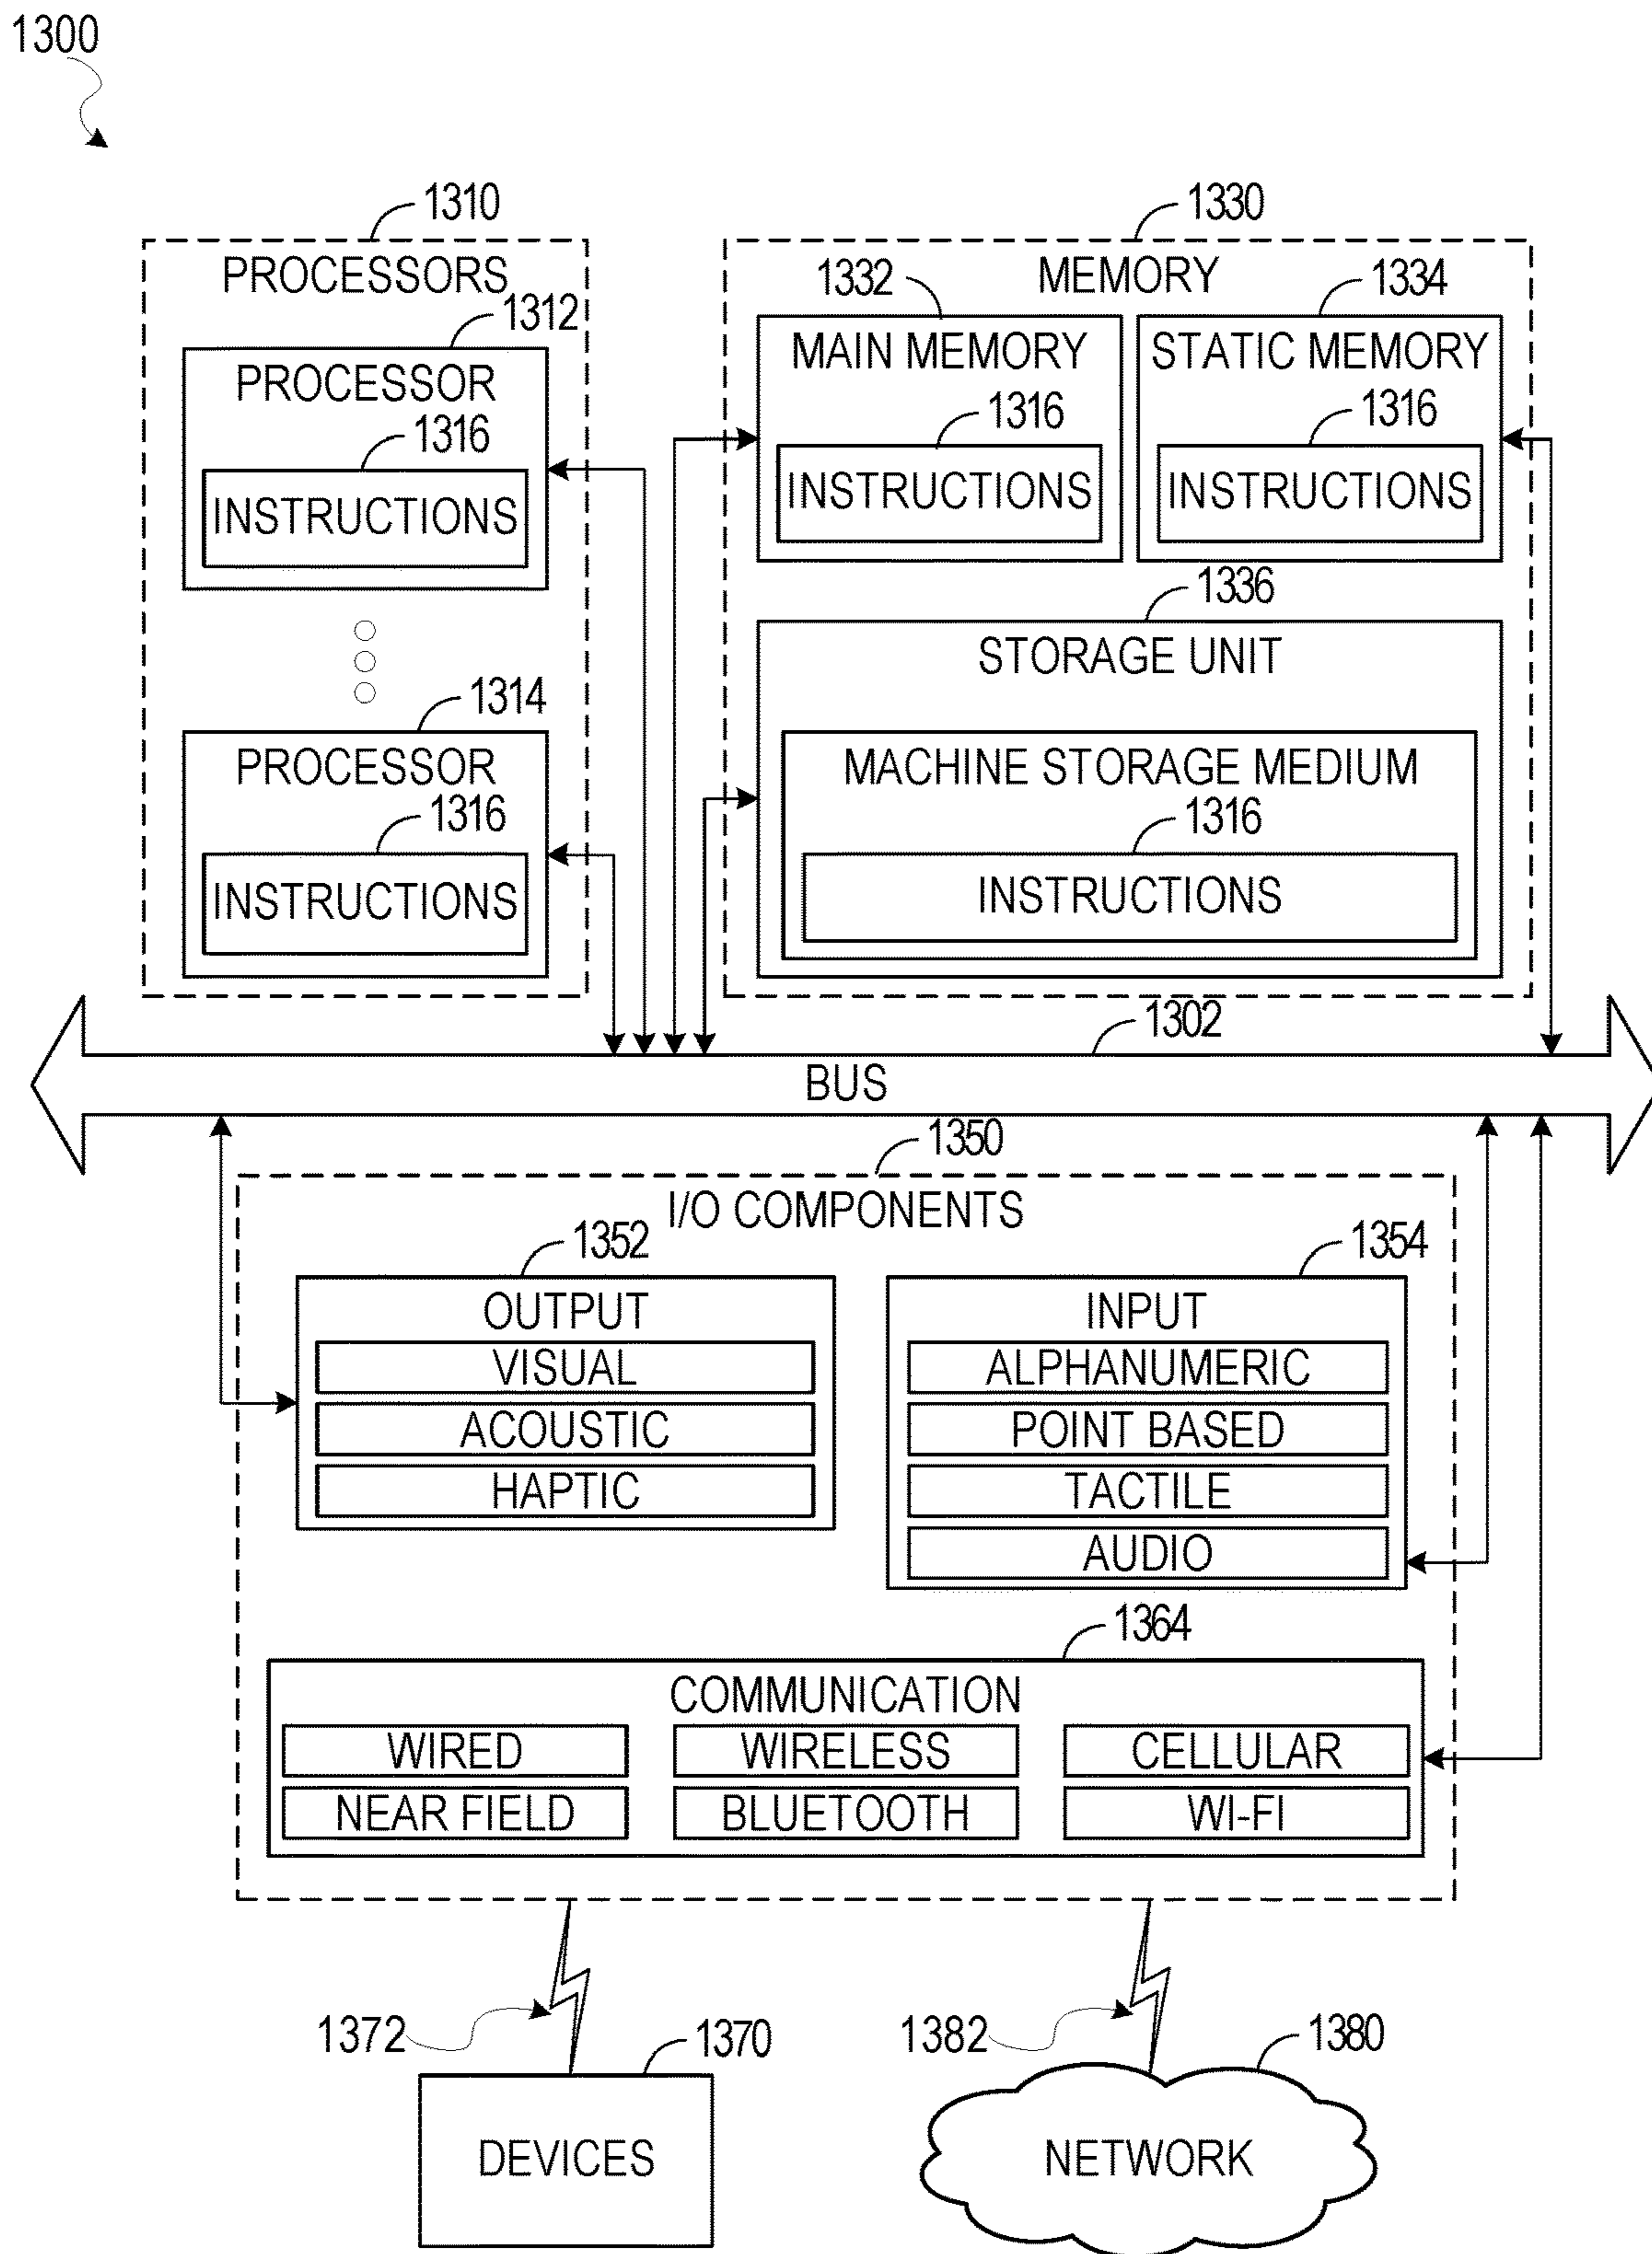 1300
1310
1330
PROCESSORS
MEMORY
1312
1332
1334
PROCESSOR
MAIN MEMORY
STATIC MEMORY
1316
1316
1316
INSTRUCTIONS
INSTRUCTIONS
INSTRUCTIONS
1336
STORAGE UNIT
1314
PROCESSOR
MACHINE STORAGE MEDIUM
1316
1316
INSTRUCTIONS
INSTRUCTIONS
1302
BUS
1350
I/O COMPONENTS
1352
1354
OUTPUT
INPUT
VISUAL
ALPHANUMERIC
ACOUSTIC
POINT BASED
HAPTIC
TACTILE
AUDIO
1364
COMMUNICATION
WIRED
WIRELESS
CELLULAR
NEAR FIELD
BLUETOOTH
WI-FI
1372
1370
1382
1380
DEVICES
NETWORK